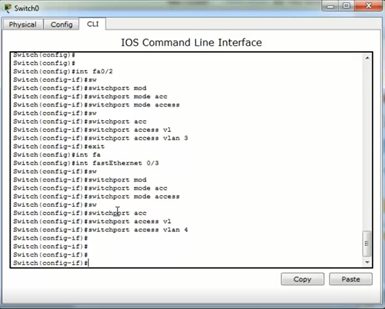 Switch0
Physical Config CLI
IOS Command Line Interface
Switch(config)#
Switch(config)#
Switch(config)#int fa0/2
Switch(config-if)#sw
Switch(config-if)#switchport mod
Switch(config-if)#switchport mode acc
Switch(config-if)#switchport mode access
Switch(config-if)#sw
Switch(config-if)#switchport acc
Switch(config-if)#switchport access vl
Switch(config-if)#switchport access vlan 3
Switch(config-if)#exit
Switch(config)#int fa
Switch(config)#int fastEthernet 0/3
Switch(config-if)#sw
Switch(config-if)#switchport mod
Switch(config-if)#switchport mode acc
Switch(config-if)#switchport mode access
Switch(config-if)#sw
Switch(config-if)#switchport acc
Switch(config-if)#switchport access vl
Switch(config-if)#switchport access vlan 4
Switch(config-if)#
Switch(config-if)#
Switch(config-if)#
Switch(config-if)#
Copy Paste